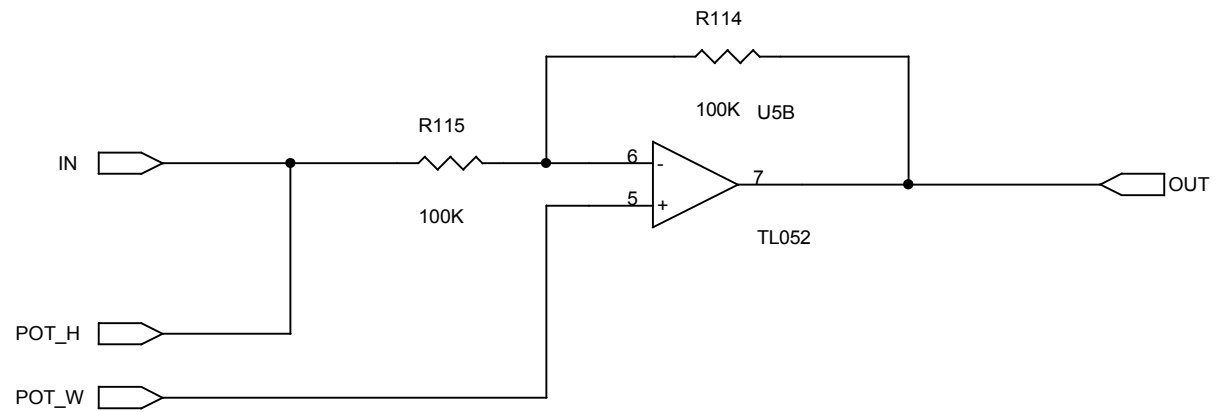 R114
100K
U5B
R115
IN
6
-
7
5
+
OUT
100K
TL052
POT_H
POT_W